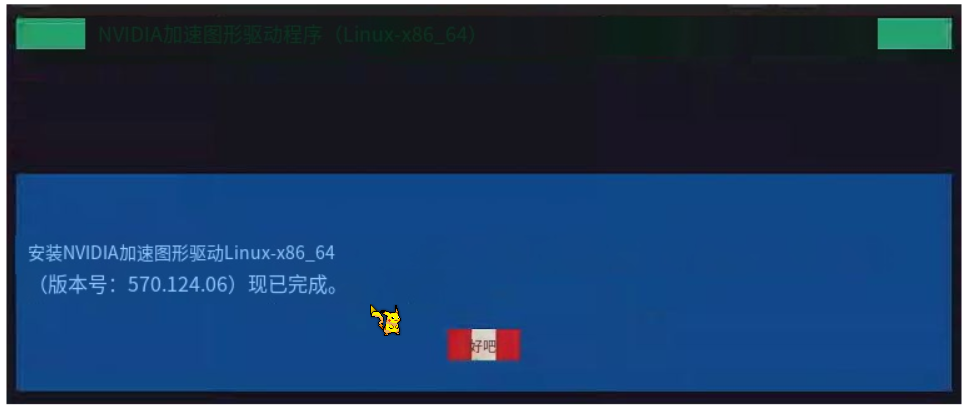 NVIDIA加速图形驱动程序（Linux-x86_64）
安装NVIDIA加速图形驱动Linux-x86_64
（版本号：570.124.06）现已完成。
好吧